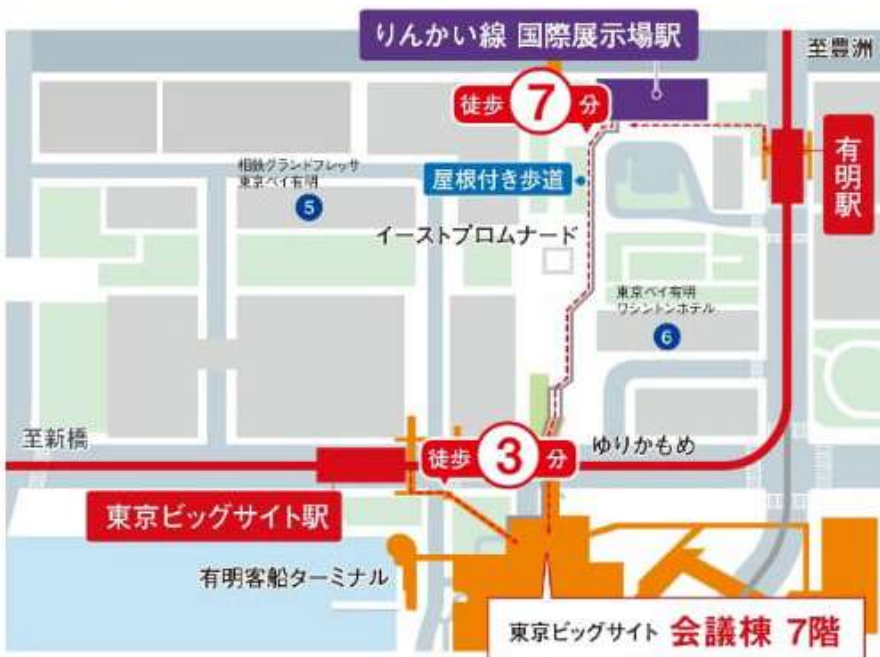 りんかい線 国際展示場駅
至豊洲
徒歩 7 分
有明駅
相鉄グランドフレッサ
東京ベイ有明
5
屋根付き歩道
イーストプロムナード
東京ベイ有明
ワシントンホテル
6
至新橋
徒歩 3 分
ゆりかもめ
東京ビッグサイト駅
有明客船ターミナル
東京ビッグサイト 会議棟 7階